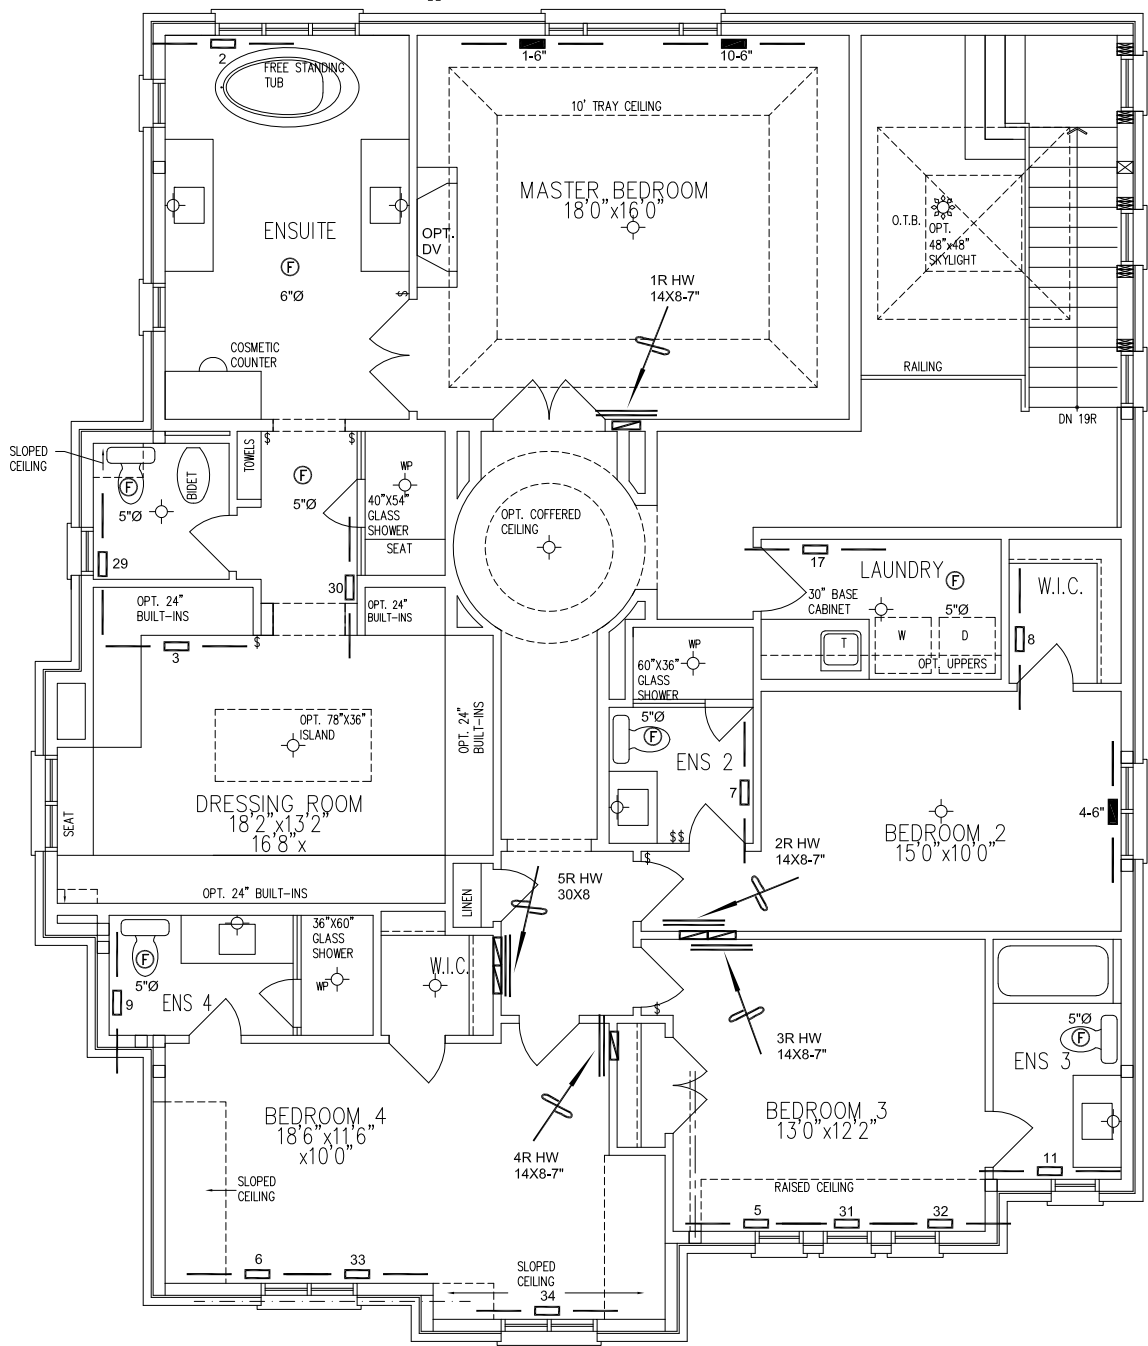 2
FREE STANDING
TUB
1-6"
10-6"
10' TRAY CEILING
MASTER BEDROOM
18'0"x16'0"
ENSUITE
F
6"Ø
OPT.
DV
$
O.T.B.
OPT.
48"x48"
SKYLIGHT
1R HW
14X8-7"
COSMETIC
COUNTER
RAILING
DN 19R
SLOPED
CEILING
$
$
TOWELS
BIDET
F
5"Ø
F
5"Ø
WP
40"X54"
GLASS
SHOWER
SEAT
OPT. COFFERED
CEILING
29
30
17
LAUNDRY
F
5"Ø
30" BASE
CABINET
T
W
D
OPT. UPPERS
W.I.C.
8
OPT. 24"
BUILT-INS
OPT. 24"
BUILT-INS
3
$
WP
60"X36"
GLASS
SHOWER
OPT. 78"X36"
ISLAND
OPT. 24"
BUILT-INS
5"Ø
F
ENS 2
7
$$
DRESSING ROOM
18'2"x13'2"
16'8"x
SEAT
4-6"
BEDROOM 2
15'0"x10'0"
2R HW
14X8-7"
$
5R HW
30X8
OPT. 24" BUILT-INS
LINEN
36"X60"
GLASS
SHOWER
WP
F
5"Ø
9
ENS 4
W.I.C.
$
3R HW
14X8-7"
5"Ø
F
ENS 3
BEDROOM 4
18'6"x11'6"
x10'0"
BEDROOM 3
13'0"x12'2"
4R HW
14X8-7"
11
SLOPED
CEILING
RAISED CEILING
5
31
32
6
33
SLOPED
CEILING
34